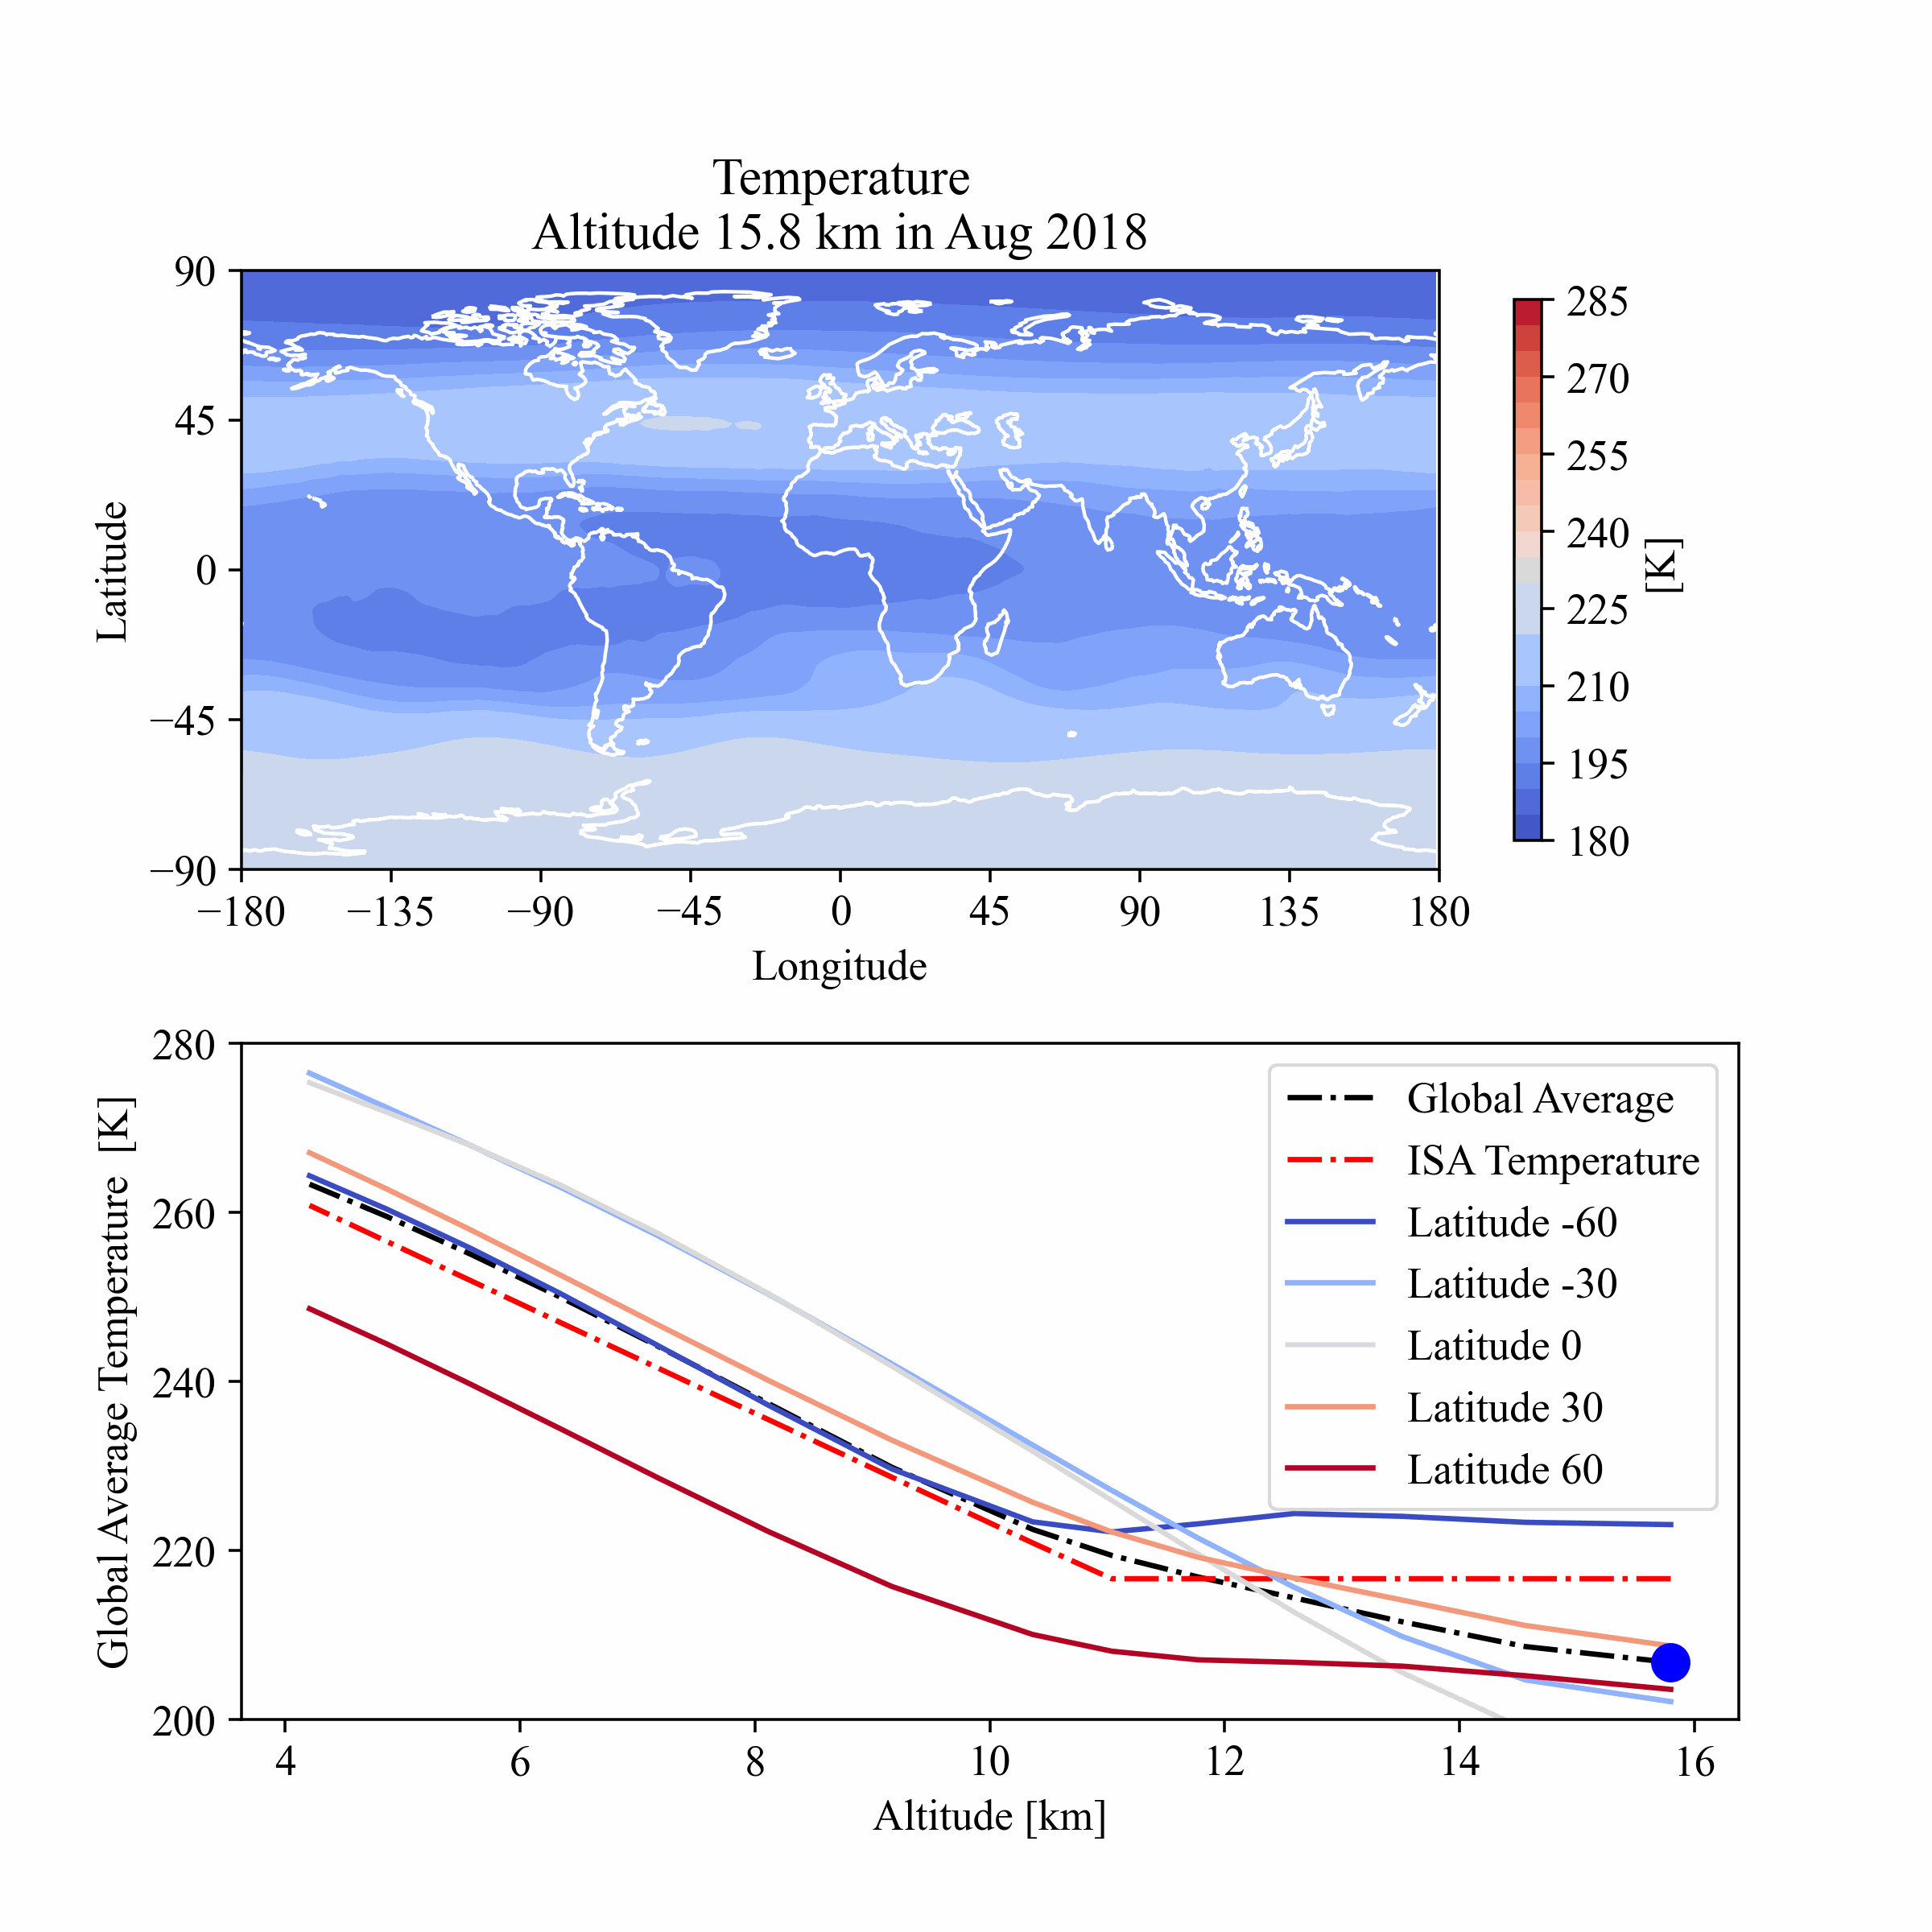 Temperature
Altitude 15.8 km in Aug 2018
90
45
0
−45
−90
Latitude
−180
−135
−90
−45
0
45
90
135
180
Longitude
285
270
255
240
225
210
195
180
[K]
280
260
240
220
200
Global Average Temperature [K]
Global Average
ISA Temperature
Latitude -60
Latitude -30
Latitude 0
Latitude 30
Latitude 60
4
6
8
10
12
14
16
Altitude [km]